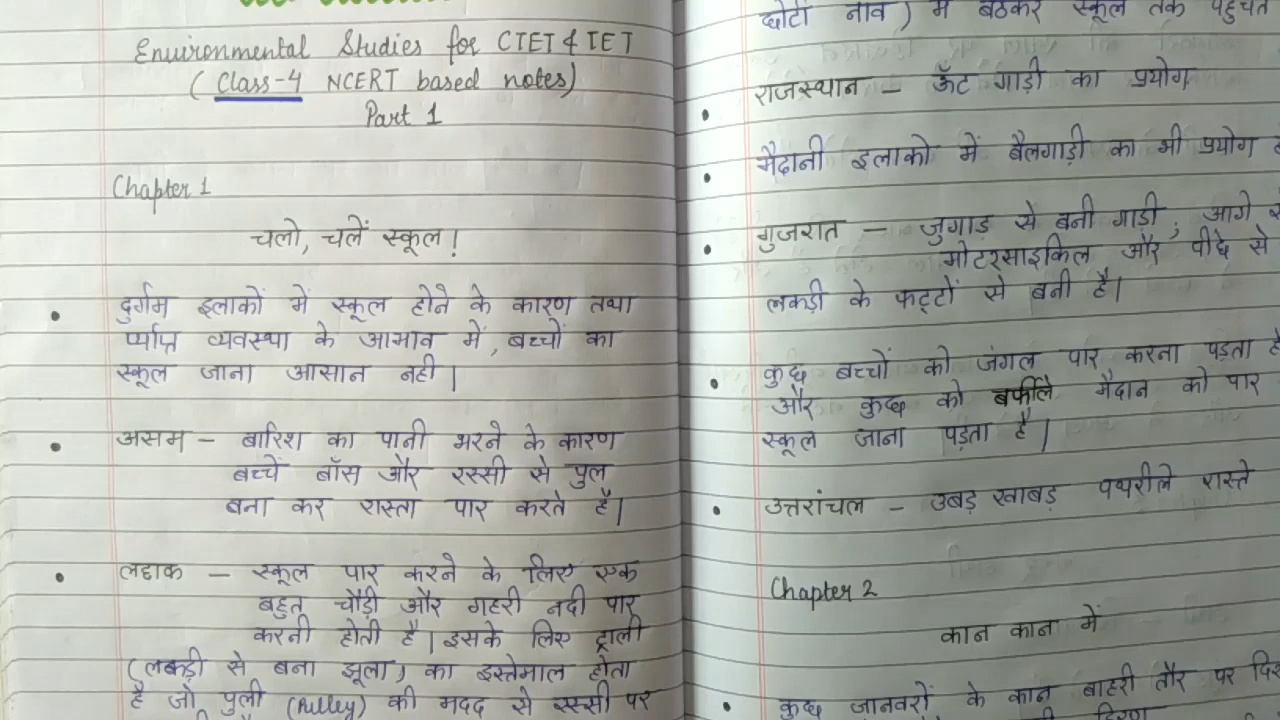 Environmental Studies for CTET & TET
( Class-4 NCERT based notes)
Part 1
Chapter 1
चलो, चलें स्कूल !
• दुर्गम इलाकों में स्कूल होने के कारण तथा
र्प्याप्त व्यवस्था के आभाव में, बच्चों का
स्कूल जाना आसान नही।
• असम - बारिश का पानी भरने के कारण
बच्चें बाँस और रस्सी से पुल
बना कर रास्ता पार करते है।
• लद्दाक - स्कूल पार करने के लिए एक
बहुत चौड़ी और गहरी नदी पार
करनी होती है। इसके लिए ट्राली
(लकड़ी से बना झूला) का इस्तेमाल होता
है जो पुली (Pulley) की मदद से रस्सी पर
छोटी नाव) में बैठकर स्कूल तक पहुंचते
• राजस्थान - ऊँट गाड़ी का प्रयोग
• मैदानी इलाको में बैलगाड़ी का भी प्रयोग
• गुजरात - जुगाड़ से बनी गाड़ी, आगे से
मोटरसाइकिल और पीछे से
लकड़ी के फट्टों से बनी है।
• कुछ बच्चों को जंगल पार करना पड़ता है
और कुछ को बर्फीले मैदान को पार
स्कूल जाना पड़ता है।
• उत्तरांचल - उबड़ खाबड़ पथरीले रास्ते
Chapter 2
कान कान में
• कुछ जानवरों के कान बाहरी तौर पर
हिरण